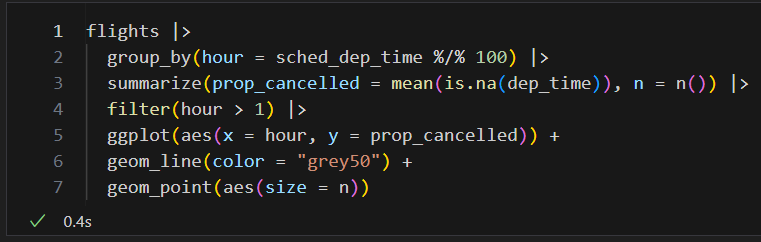 1 flights |>
2 group_by(hour = sched_dep_time %/% 100) |>
3 summarize(prop_cancelled = mean(is.na(dep_time)), n = n()) |>
4 filter(hour > 1) |>
5 ggplot(aes(x = hour, y = prop_cancelled)) +
6 geom_line(color = "grey50") +
7 geom_point(aes(size = n))
0.4s